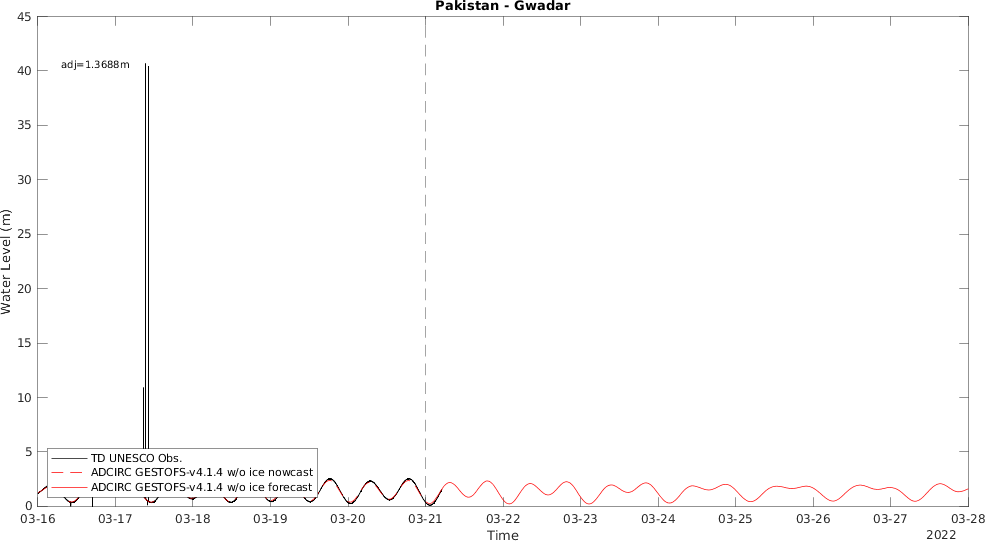 Pakistan - Gwadar
45
40
35
30
25
20
15
10
5
0
Water Level (m)
adj=1.3688m
TD UNESCO Obs.
ADCIRC GESTOFS-v4.1.4 w/o ice nowcast
ADCIRC GESTOFS-v4.1.4 w/o ice forecast
03-16 03-17 03-18 03-19 03-20 03-21 03-22 03-23 03-24 03-25 03-26 03-27 03-28
Time
2022